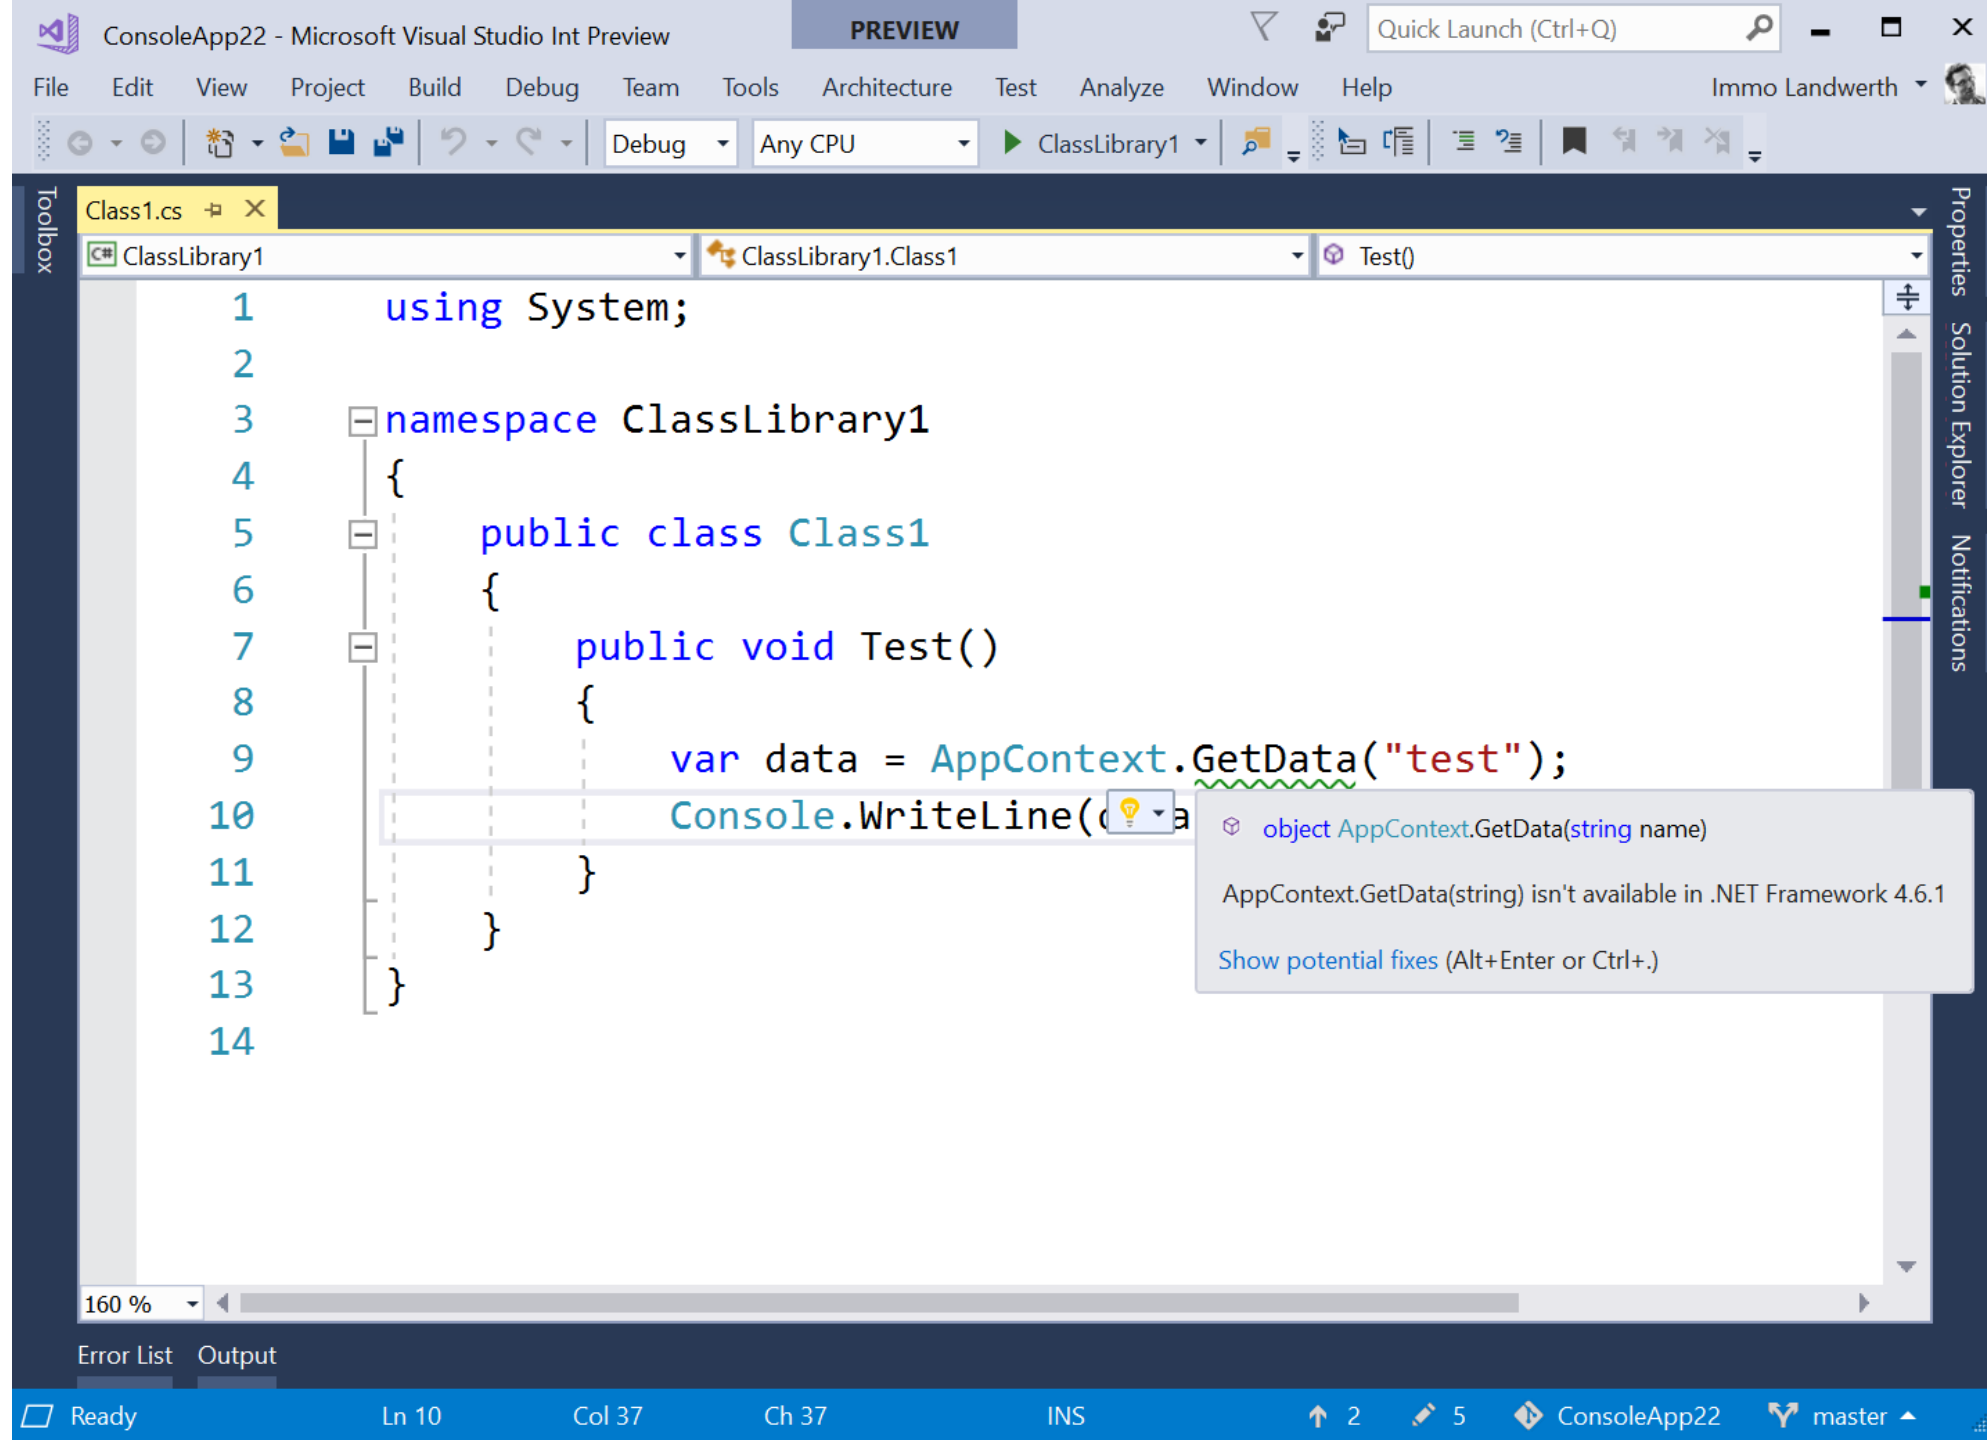 ConsoleApp22 - Microsoft Visual Studio Int Preview
PREVIEW
Quick Launch (Ctrl+Q)
File Edit View Project Build Debug Team Tools Architecture Test Analyze Window Help
Immo Landwerth
Debug
Any CPU
ClassLibrary1
Toolbox
Class1.cs
C# ClassLibrary1
ClassLibrary1.Class1
Test()
Properties
Solution Explorer
Notifications
1 using System;
2
3 namespace ClassLibrary1
4 {
5 public class Class1
6 {
7 public void Test()
8 {
9 var data = AppContext.GetData("test");
10 Console.WriteLine(
11 }
12 }
13 }
14
object AppContext.GetData(string name)
AppContext.GetData(string) isn't available in .NET Framework 4.6.1
Show potential fixes (Alt+Enter or Ctrl+.)
160 %
Error List Output
Ready Ln 10 Col 37 Ch 37 INS 2 5 ConsoleApp22 master